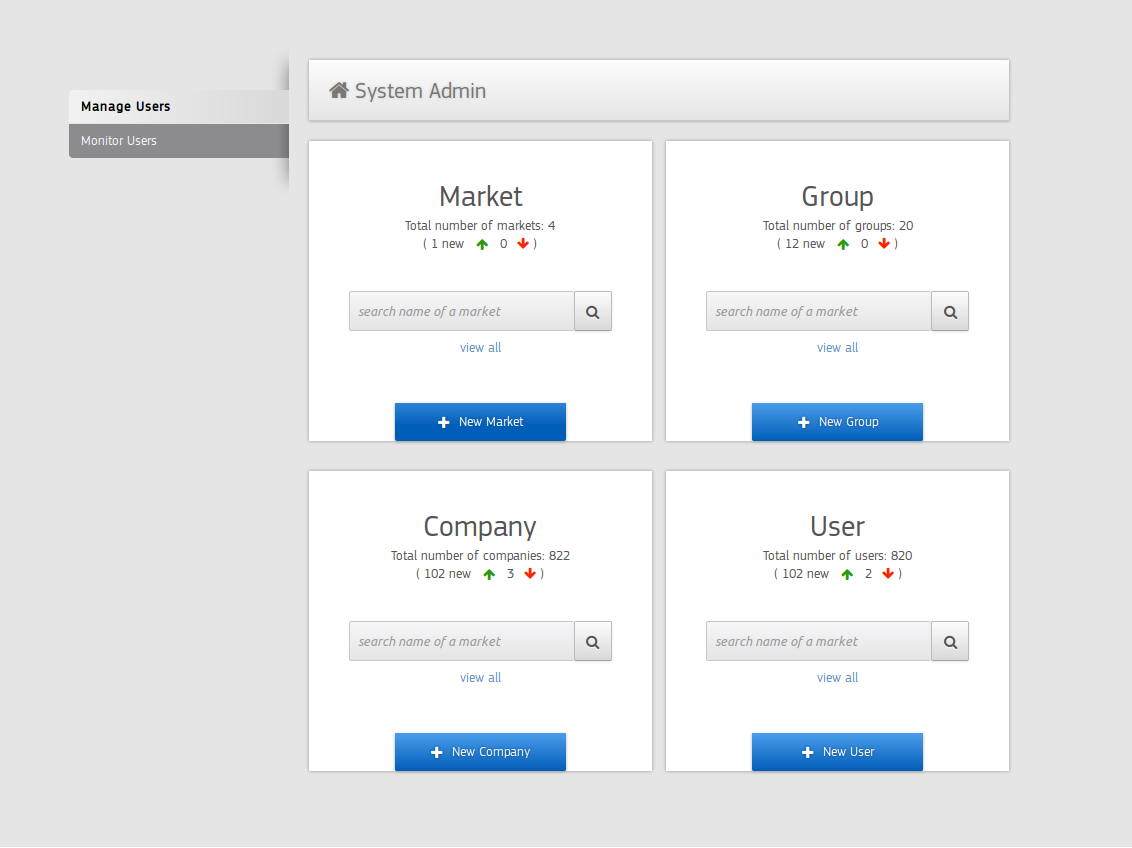 System Admin
Manage Users
Monitor Users
Market
Total number of markets: 4
( 1 new 0 )
search name of a market
view all
New Market
Group
Total number of groups: 20
( 12 new 0 )
search name of a market
view all
New Group
Company
Total number of companies: 822
( 102 new 3 )
search name of a market
view all
New Company
User
Total number of users: 820
( 102 new 2 )
search name of a market
view all
New User